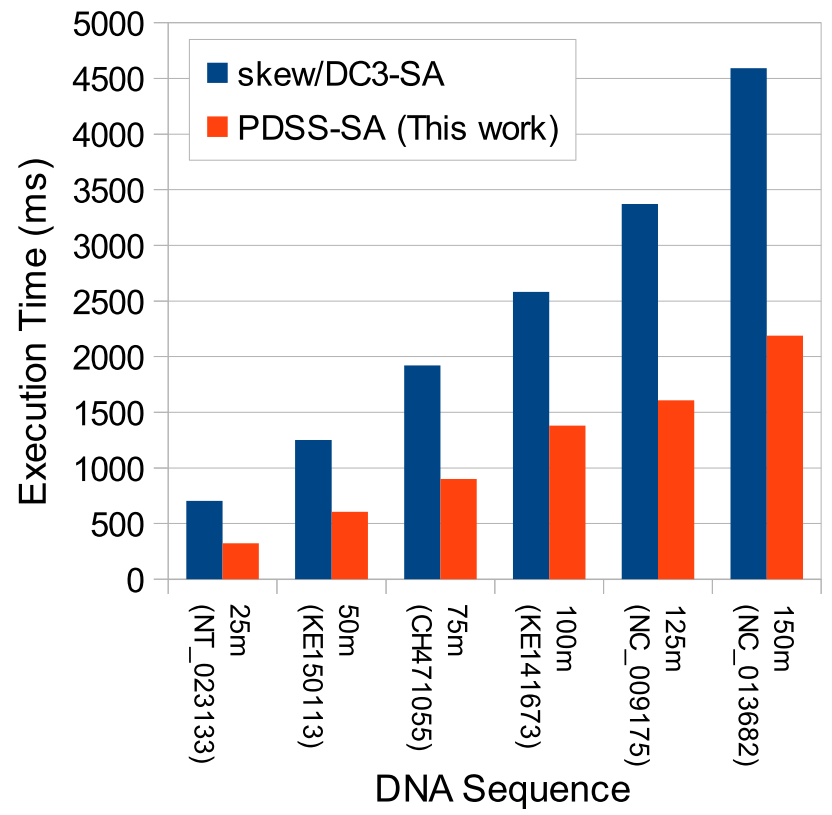 5000
4500
4000
3500
3000
2500
2000
1500
1000
500
0
Execution Time (ms)
skew/DC3-SA
PDSS-SA (This work)
25m
(NT_023133)
50m
(KE150113)
75m
(CH471055)
100m
(KE141673)
125m
(NC_009175)
150m
(NC_013682)
DNA Sequence